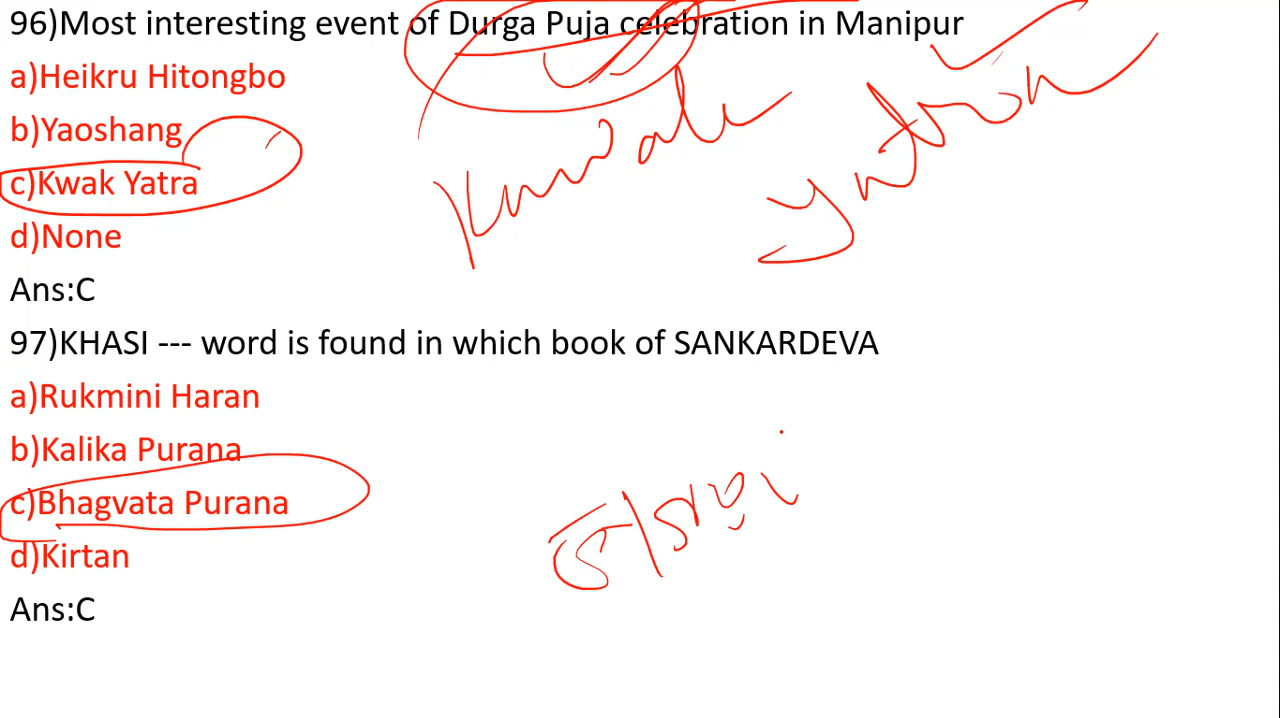 96)Most interesting event of Durga Puja celebration in Manipur
a)Heikru Hitongbo
b)Yaoshang
c)Kwak Yatra
d)None
Ans:C
97)KHASI --- word is found in which book of SANKARDEVA
a)Rukmini Haran
b)Kalika Purana
c)Bhagvata Purana
d)Kirtan
Ans:C